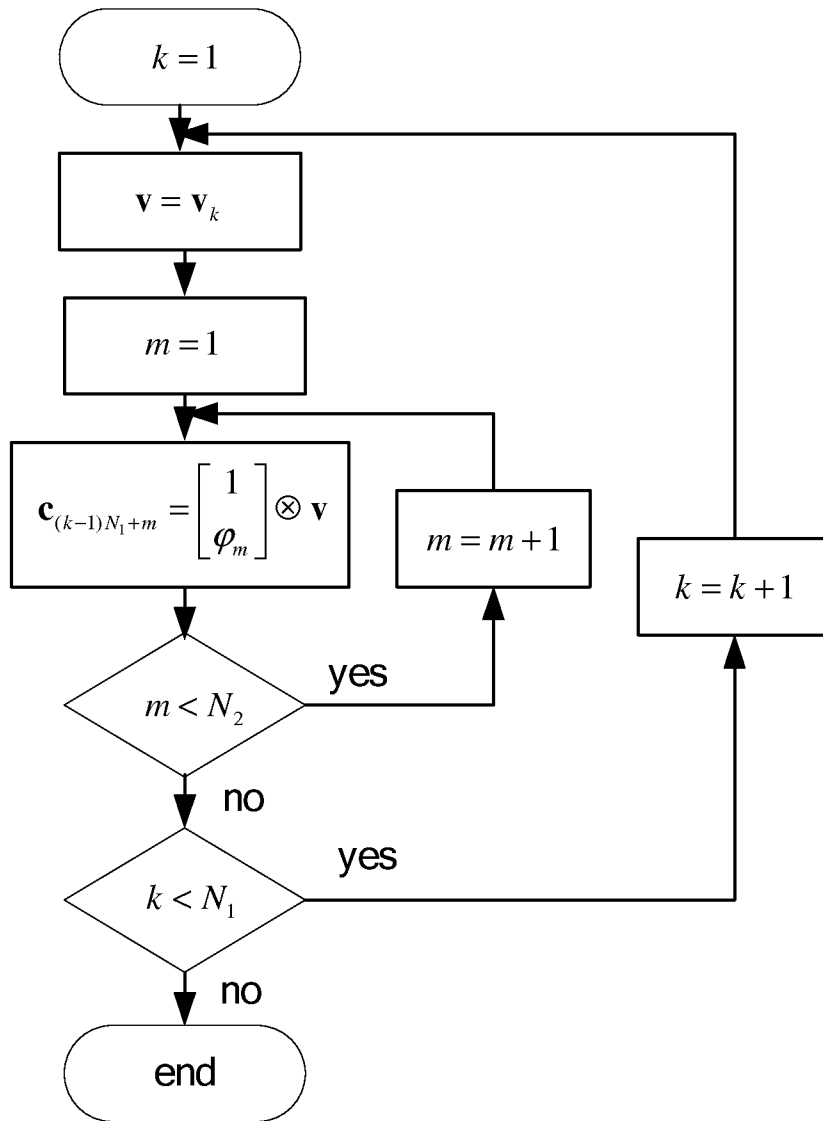 k = 1
v = v_k
m = 1
c_{(k-1)N_1+m} = [1 φ_m] ⊗ v
m = m + 1
k = k + 1
m < N_2
yes
no
k < N_1
yes
no
end